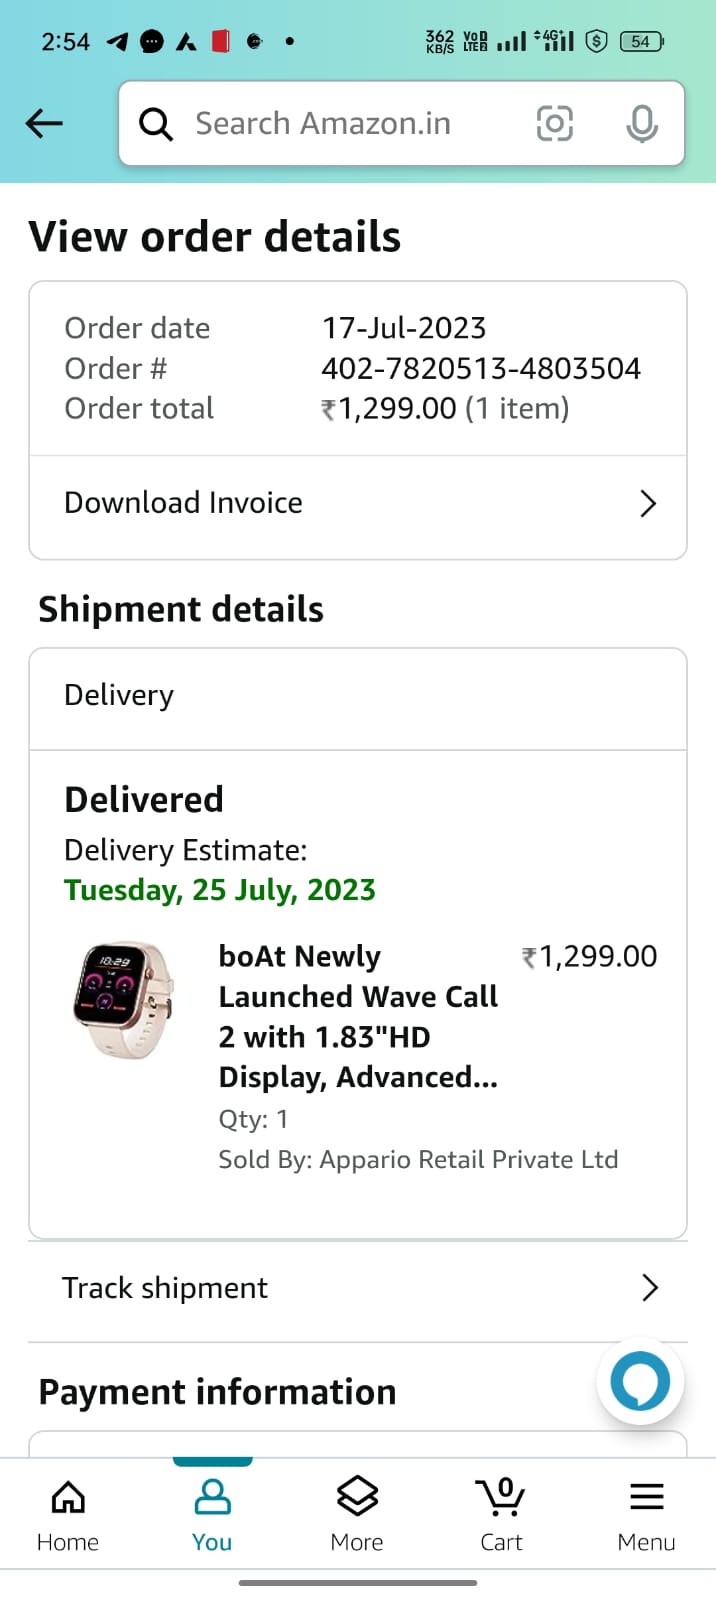 2:54
362 KB/S VoD LTE 4G+ 54
Search Amazon.in
View order details
Order date 17-Jul-2023
Order # 402-7820513-4803504
Order total ₹1,299.00 (1 item)
Download Invoice
Shipment details
Delivery
Delivered
Delivery Estimate:
Tuesday, 25 July, 2023
10:29
boAt Newly ₹1,299.00
Launched Wave Call
2 with 1.83"HD
Display, Advanced...
Qty: 1
Sold By: Appario Retail Private Ltd
Track shipment
Payment information
0
Home You More Cart Menu